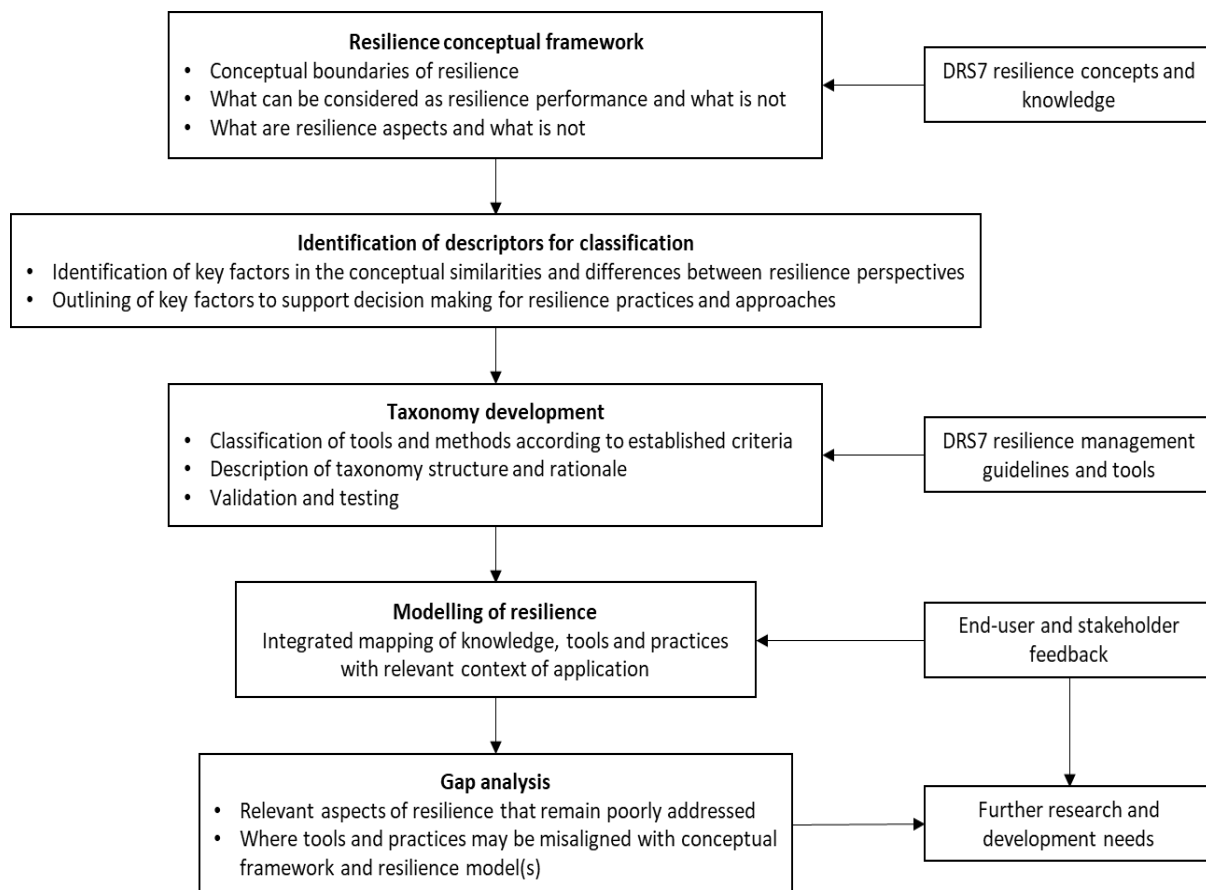 Resilience conceptual framework
• Conceptual boundaries of resilience
• What can be considered as resilience performance and what is not
• What are resilience aspects and what is not
DRS7 resilience concepts and
knowledge
Identification of descriptors for classification
• Identification of key factors in the conceptual similarities and differences between resilience perspectives
• Outlining of key factors to support decision making for resilience practices and approaches
Taxonomy development
• Classification of tools and methods according to established criteria
• Description of taxonomy structure and rationale
• Validation and testing
DRS7 resilience management
guidelines and tools
Modelling of resilience
Integrated mapping of knowledge, tools and practices
with relevant context of application
End-user and stakeholder
feedback
Gap analysis
• Relevant aspects of resilience that remain poorly addressed
• Where tools and practices may be misaligned with conceptual
framework and resilience model(s)
Further research and
development needs